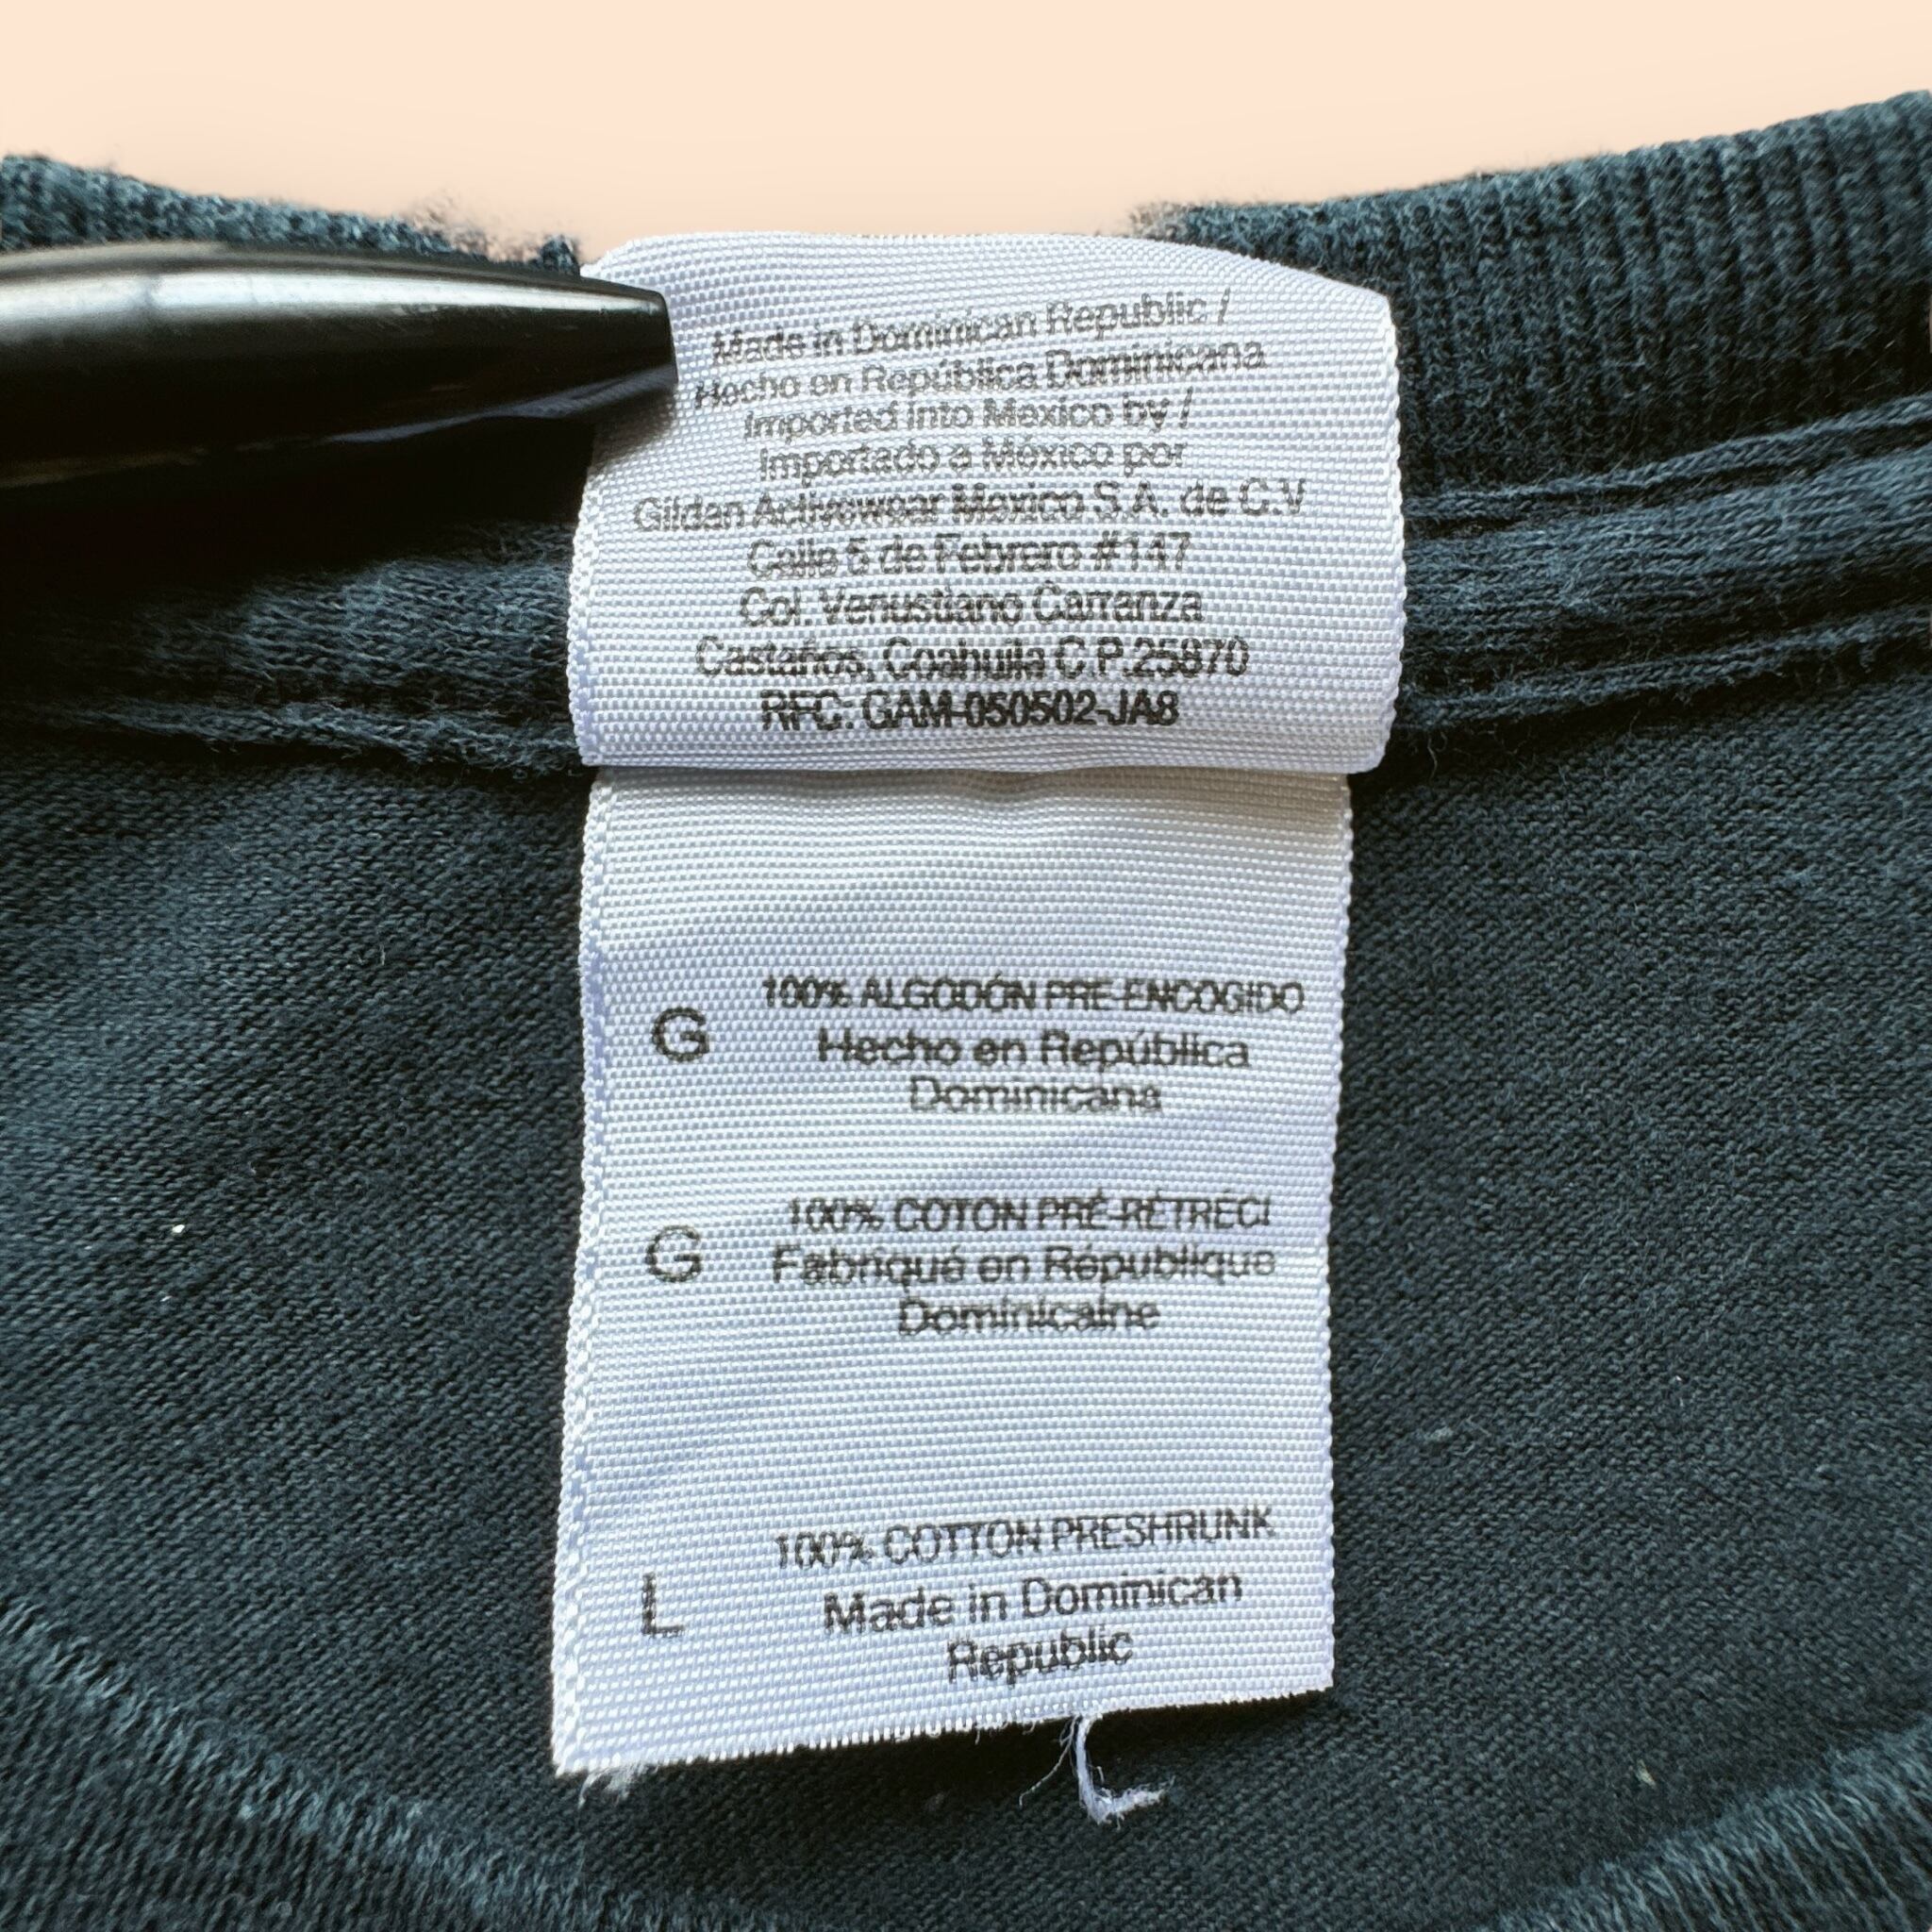 Made in Dominican Republic /
Hecho en República Dominicana
Imported into Mexico by /
Importado a México por
Gildan Activewear Mexico S.A. de C.V
Calle 5 de Febrero #147
Col. Venustiano Carranza
Castaños, Coahuila C P.25870
RFC: GAM-050502-JA8
G 100% ALGODÓN PRE-ENCOGIDO
Hecho en República
Dominicana
G 100% COTON PRÉ-RÉTRÉCI
Fabriqué en République
Dominicaine
L 100% COTTON PRESHRUNK
Made in Dominican
Republic